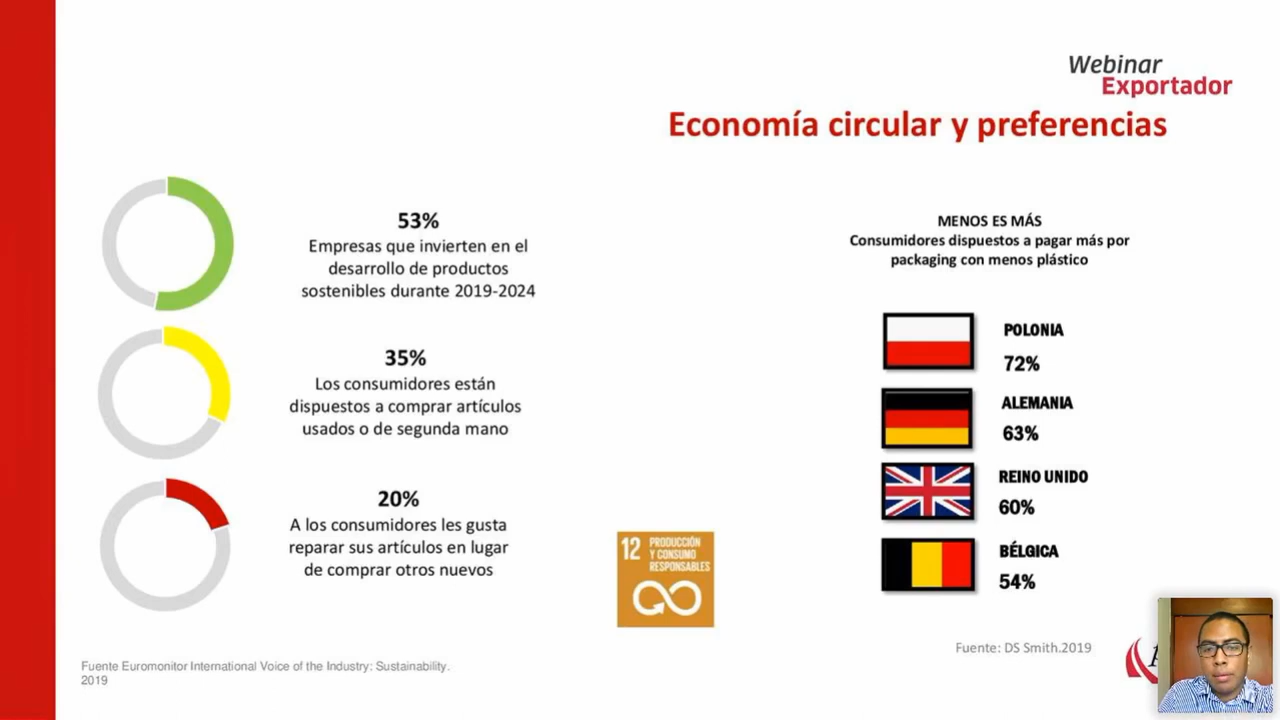 Webinar
Exportador
Economía circular y preferencias
53%
Empresas que invierten en el
desarrollo de productos
sostenibles durante 2019-2024
35%
Los consumidores están
dispuestos a comprar artículos
usados o de segunda mano
20%
A los consumidores les gusta
reparar sus artículos en lugar
de comprar otros nuevos
12 PRODUCCIÓN
Y CONSUMO
RESPONSABLES
MENOS ES MÁS
Consumidores dispuestos a pagar más por
packaging con menos plástico
POLONIA
72%
ALEMANIA
63%
REINO UNIDO
60%
BÉLGICA
54%
Fuente: DS Smith.2019
Fuente Euromonitor International Voice of the Industry: Sustainability.
2019